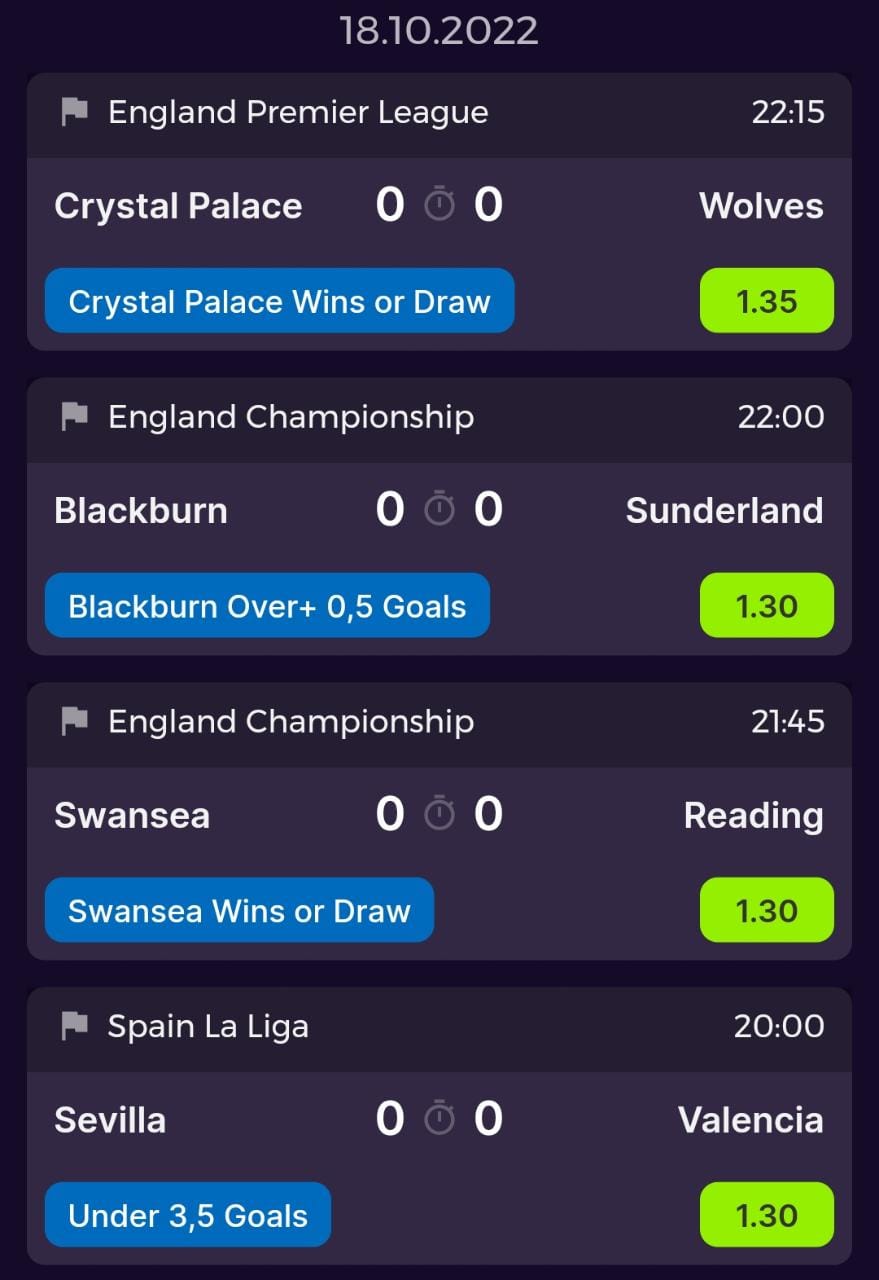 18.10.2022
England Premier League 22:15
Crystal Palace 0 0 Wolves
Crystal Palace Wins or Draw 1.35
England Championship 22:00
Blackburn 0 0 Sunderland
Blackburn Over+ 0,5 Goals 1.30
England Championship 21:45
Swansea 0 0 Reading
Swansea Wins or Draw 1.30
Spain La Liga 20:00
Sevilla 0 0 Valencia
Under 3,5 Goals 1.30